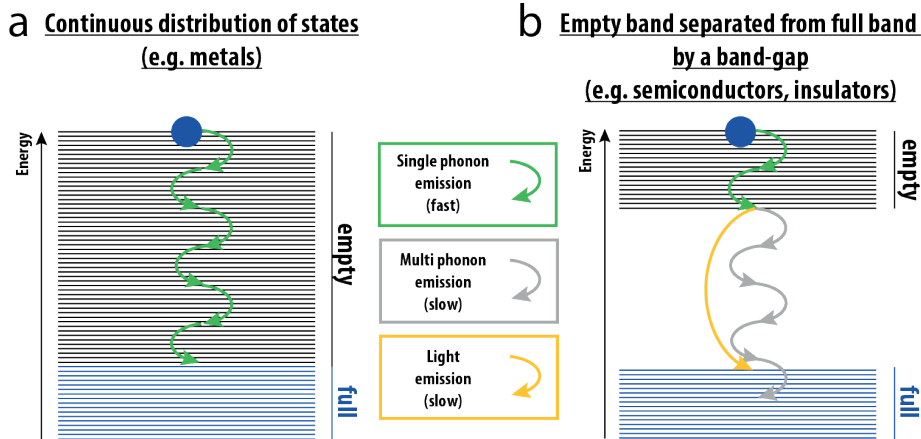 a
Continuous distribution of states
(e.g. metals)
Energy
empty
full
Single phonon
emission
(fast)
Multi phonon
emission
(slow)
Light
emission
(slow)
b
Empty band separated from full band
by a band-gap
(e.g. semiconductors, insulators)
Energy
empty
full